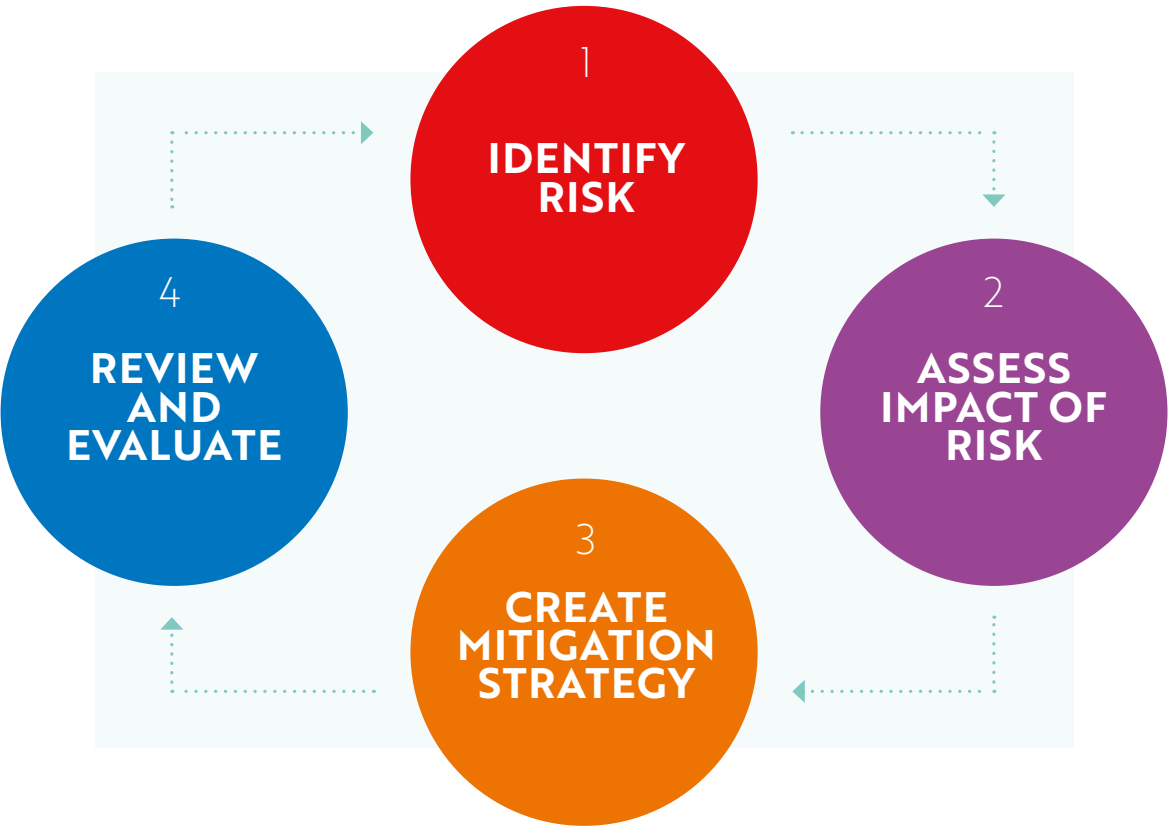 1
IDENTIFY
RISK
2
ASSESS
IMPACT OF
RISK
3
CREATE
MITIGATION
STRATEGY
4
REVIEW
AND
EVALUATE